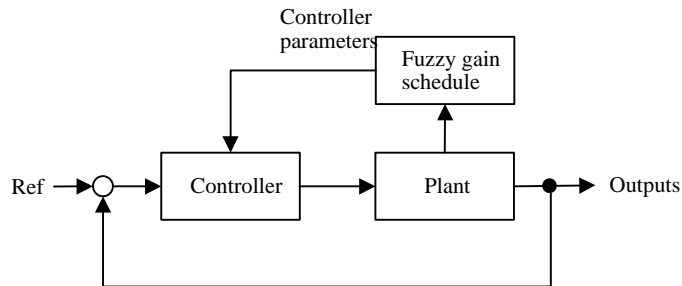 Controller
parameters
Fuzzy gain
schedule
Ref
Controller
Plant
Outputs